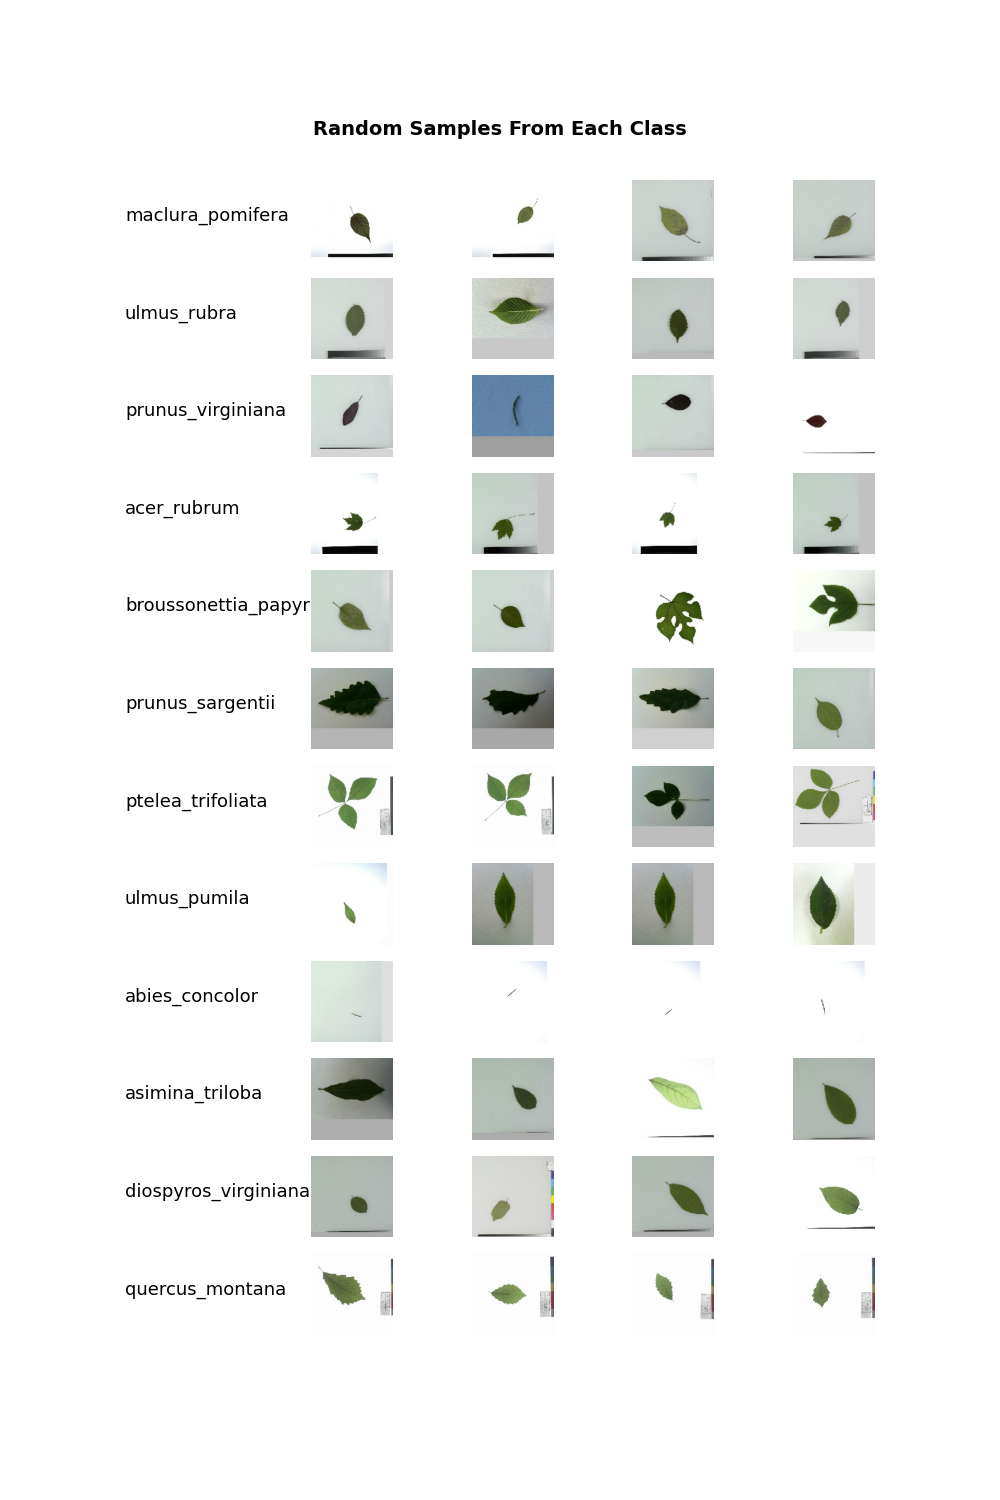 Random Samples From Each Class
maclura_pomifera
ulmus_rubra
prunus_virginiana
acer_rubrum
broussonettia_papyr
prunus_sargentii
ptelea_trifoliata
ulmus_pumila
abies_concolor
asimina_triloba
diospyros_virginiana
quercus_montana